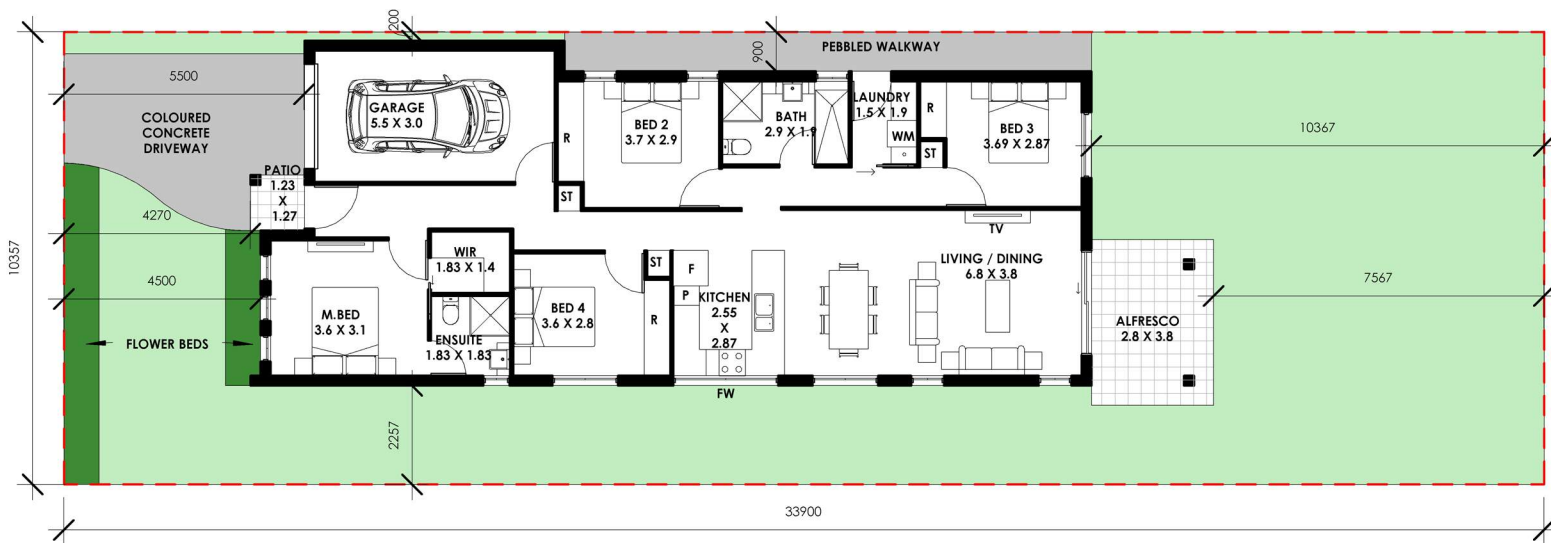 200
PEBBLED WALKWAY
900
5500
COLOURED
CONCRETE
DRIVEWAY
GARAGE
5.5 X 3.0
R
BED 2
3.7 X 2.9
BATH
2.9 X 1.9
LAUNDRY
1.5 X 1.9
WM
R
ST
BED 3
3.69 X 2.87
10367
PATIO
1.23
X
1.27
ST
4270
10357
TV
WIR
1.83 X 1.4
ST
F
P
LIVING / DINING
6.8 X 3.8
4500
7567
M.BED
3.6 X 3.1
BED 4
3.6 X 2.8
R
KITCHEN
2.55
X
2.87
ALFRESCO
2.8 X 3.8
FLOWER BEDS
ENSUITE
1.83 X 1.83
FW
2257
33900